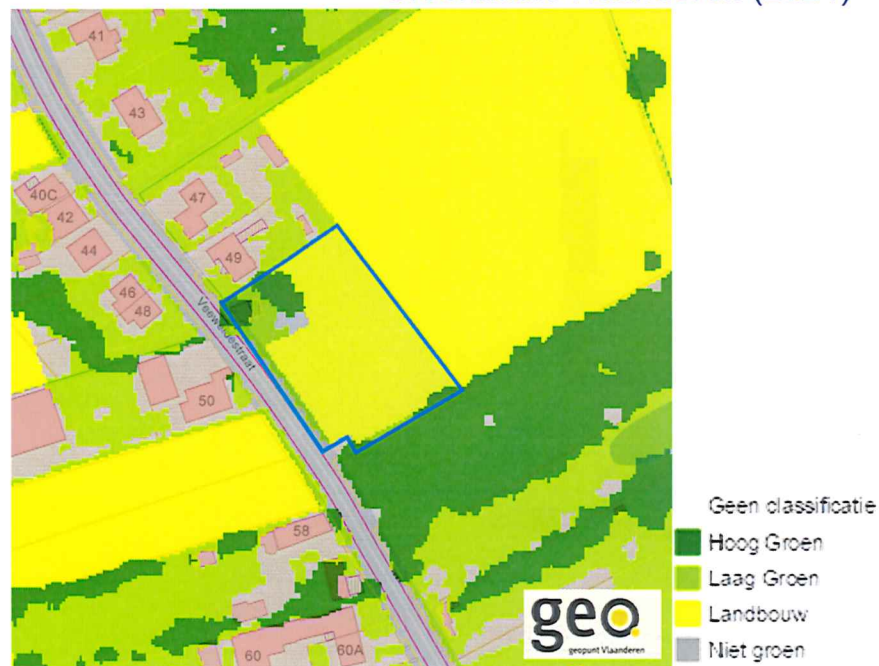 41
43
47
40C
42
49
44
46
48
Veeweidestraat
50
58
60
60A
geo
geopunt Vlaanderen
Geen classificatie
Hoog Groen
Laag Groen
Landbouw
Niet groen